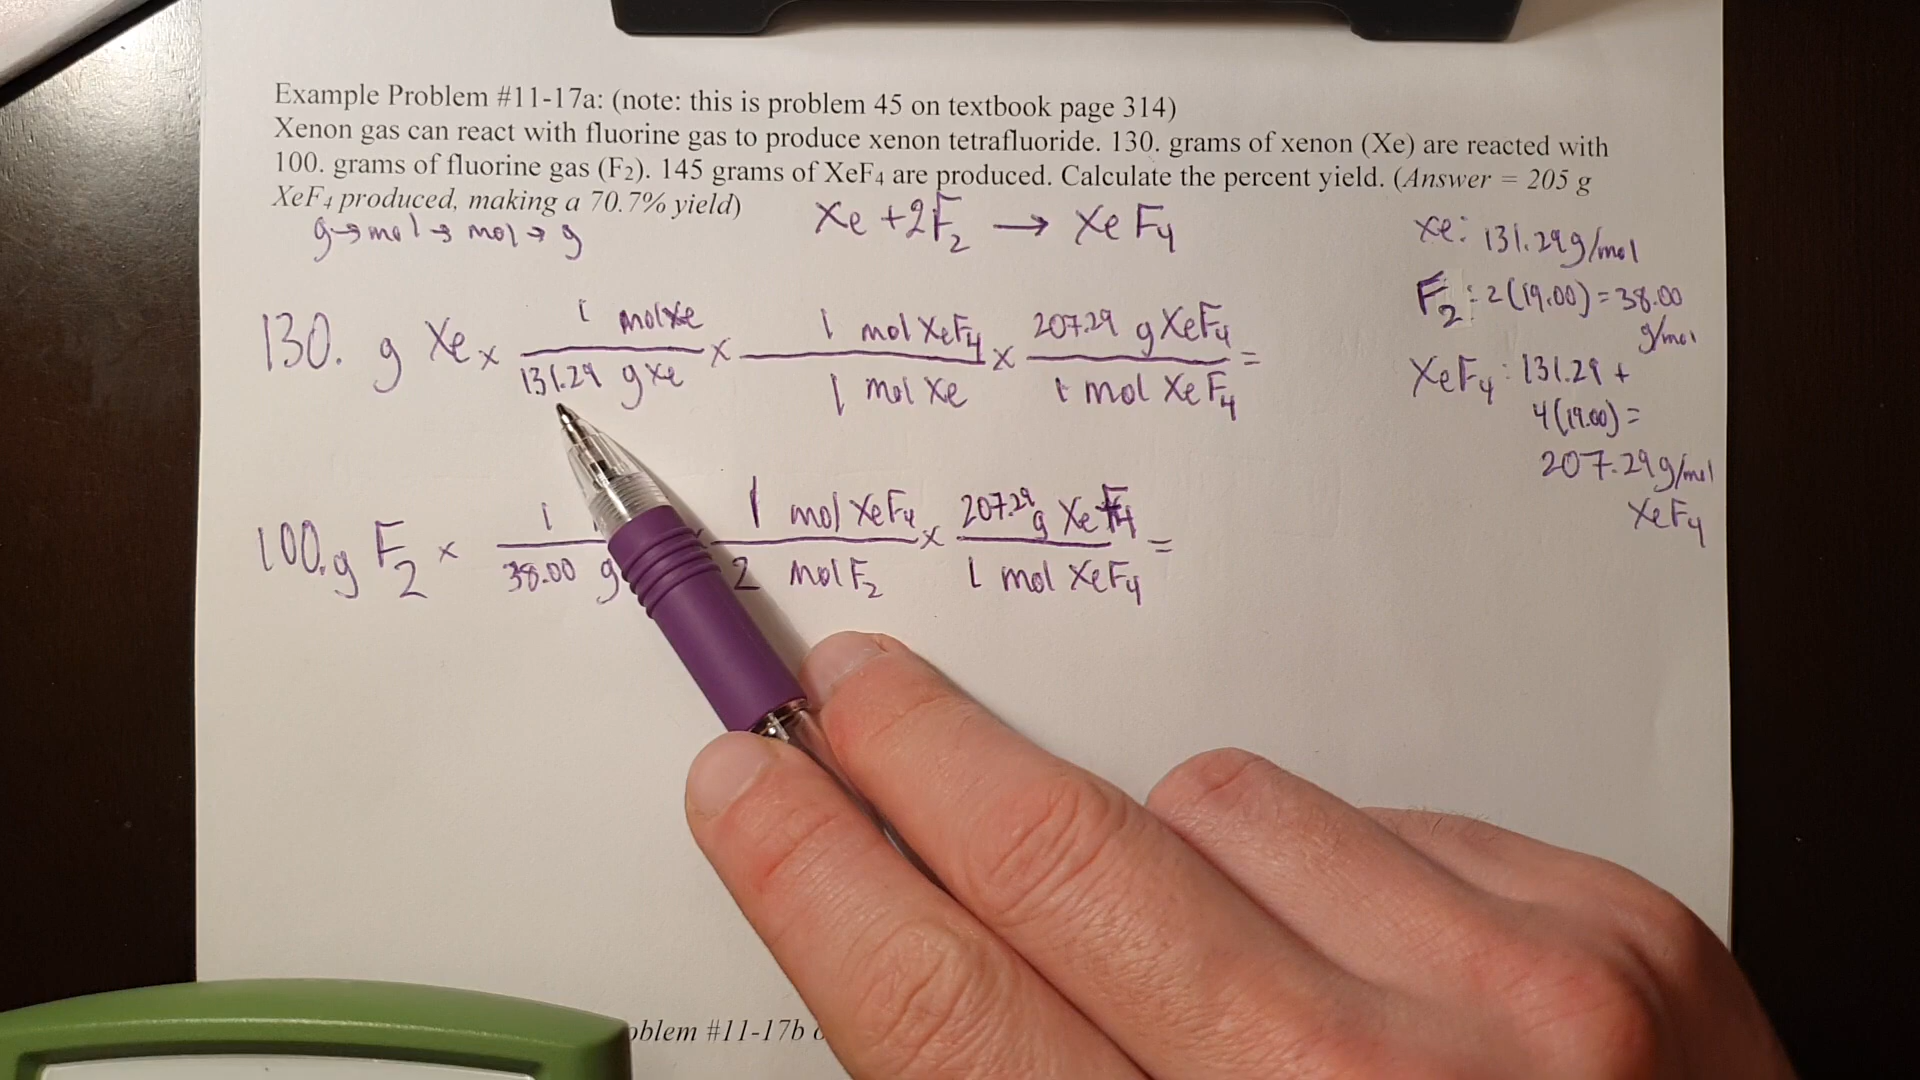 Example Problem #11-17a: (note: this is problem 45 on textbook page 314)
Xenon gas can react with fluorine gas to produce xenon tetrafluoride. 130. grams of xenon (Xe) are reacted with
100. grams of fluorine gas (F₂). 145 grams of XeF₄ are produced. Calculate the percent yield. (Answer = 205 g
XeF₄ produced, making a 70.7% yield)
g→mol→mol→g
Xe + 2F₂ → XeF₄
130. g Xe x 1 mol Xe / 131.29 g Xe x 1 mol XeF₄ / 1 mol Xe x 207.29 g XeF₄ / 1 mol XeF₄ =
100. g F₂ x 1 / 38.00 g x 1 mol XeF₄ / 2 mol F₂ x 207.29 g XeF₄ / 1 mol XeF₄ =
Xe: 131.29 g/mol
F₂: 2(19.00) = 38.00
g/mol
XeF₄: 131.29 +
4(19.00) =
207.29 g/mol
XeF₄
oblem #11-17b